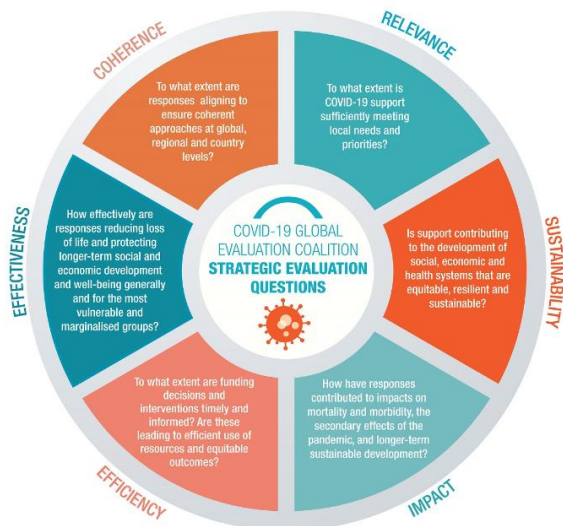 COHERENCE
To what extent are
responses aligning to
ensure coherent
approaches at global,
regional and country
levels?
RELEVANCE
To what extent is
COVID-19 support
sufficiently meeting
local needs and
priorities?
EFFECTIVENESS
How effectively are
responses reducing loss
of life and protecting
longer-term social and
economic development
and well-being generally
and for the most
vulnerable and
marginalised groups?
COVID-19 GLOBAL
EVALUATION COALITION
STRATEGIC EVALUATION
QUESTIONS
SUSTAINABILITY
Is support contributing
to the development of
social, economic and
health systems that are
equitable, resilient and
sustainable?
EFFICIENCY
To what extent are funding
decisions and
interventions timely and
informed? Are these
leading to efficient use of
resources and equitable
outcomes?
IMPACT
How have responses
contributed to impacts on
mortality and morbidity, the
secondary effects of the
pandemic, and longer-term
sustainable development?